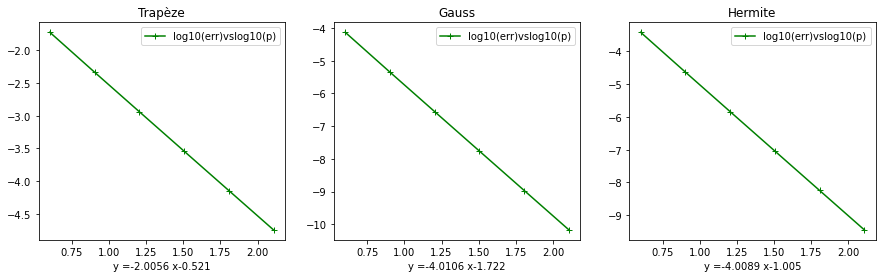 Trapèze
log10(err)vslog10(p)
−2.0
−2.5
−3.0
−3.5
−4.0
−4.5
0.75 1.00 1.25 1.50 1.75 2.00
y =-2.0056 x-0.521
Gauss
log10(err)vslog10(p)
−4
−5
−6
−7
−8
−9
−10
0.75 1.00 1.25 1.50 1.75 2.00
y =-4.0106 x-1.722
Hermite
log10(err)vslog10(p)
−4
−5
−6
−7
−8
−9
0.75 1.00 1.25 1.50 1.75 2.00
y =-4.0089 x-1.005